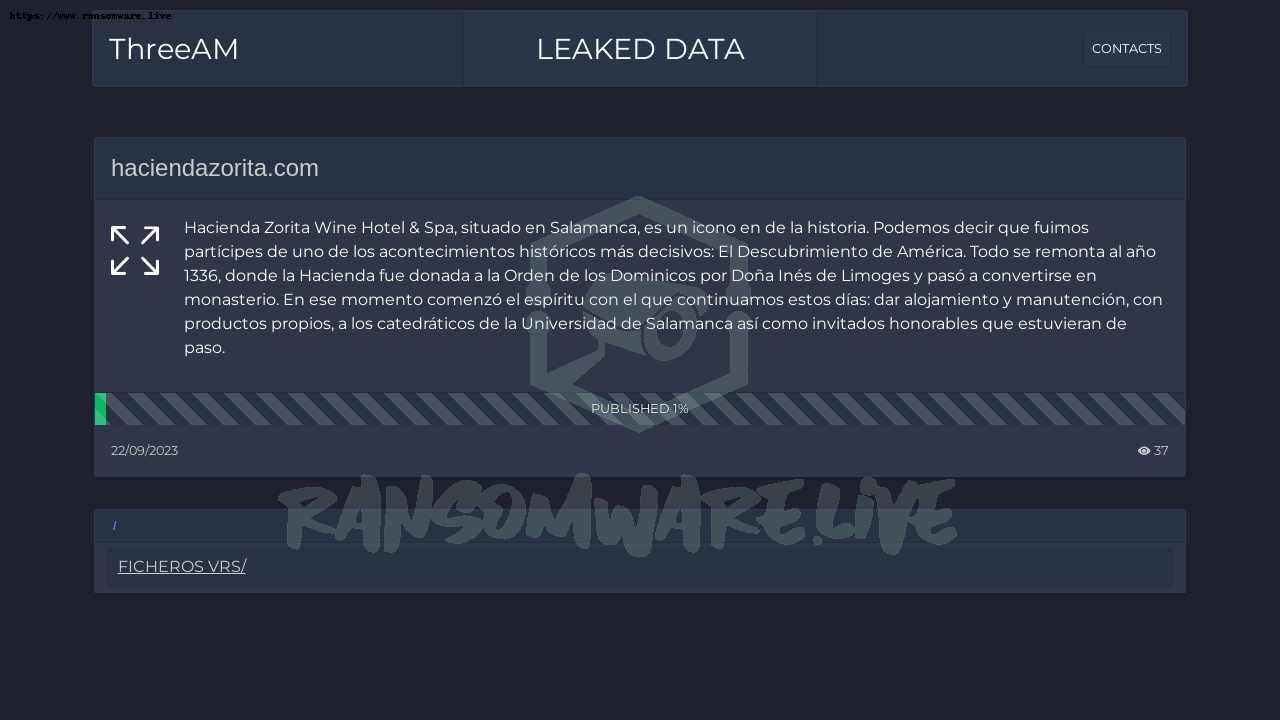 https://www.ransomware.live
ThreeAM
LEAKED DATA
CONTACTS
haciendazorita.com
Hacienda Zorita Wine Hotel & Spa, situado en Salamanca, es un icono en de la historia. Podemos decir que fuimos
partícipes de uno de los acontecimientos históricos más decisivos: El Descubrimiento de América. Todo se remonta al año
1336, donde la Hacienda fue donada a la Orden de los Dominicos por Doña Inés de Limoges y pasó a convertirse en
monasterio. En ese momento comenzó el espíritu con el que continuamos estos días: dar alojamiento y manutención, con
productos propios, a los catedráticos de la Universidad de Salamanca así como invitados honorables que estuvieran de
paso.
PUBLISHED 1%
22/09/2023
37
RANSOMWARE.LIVE
/
FICHEROS VRS/